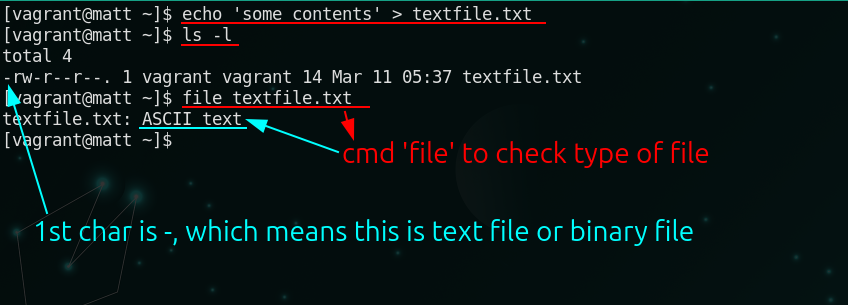 [vagrant@matt ~]$ echo 'some contents' > textfile.txt
[vagrant@matt ~]$ ls -l
total 4
-rw-r--r--. 1 vagrant vagrant 14 Mar 11 05:37 textfile.txt
[vagrant@matt ~]$ file textfile.txt
textfile.txt: ASCII text
[vagrant@matt ~]$
cmd 'file' to check type of file
1st char is -, which means this is text file or binary file